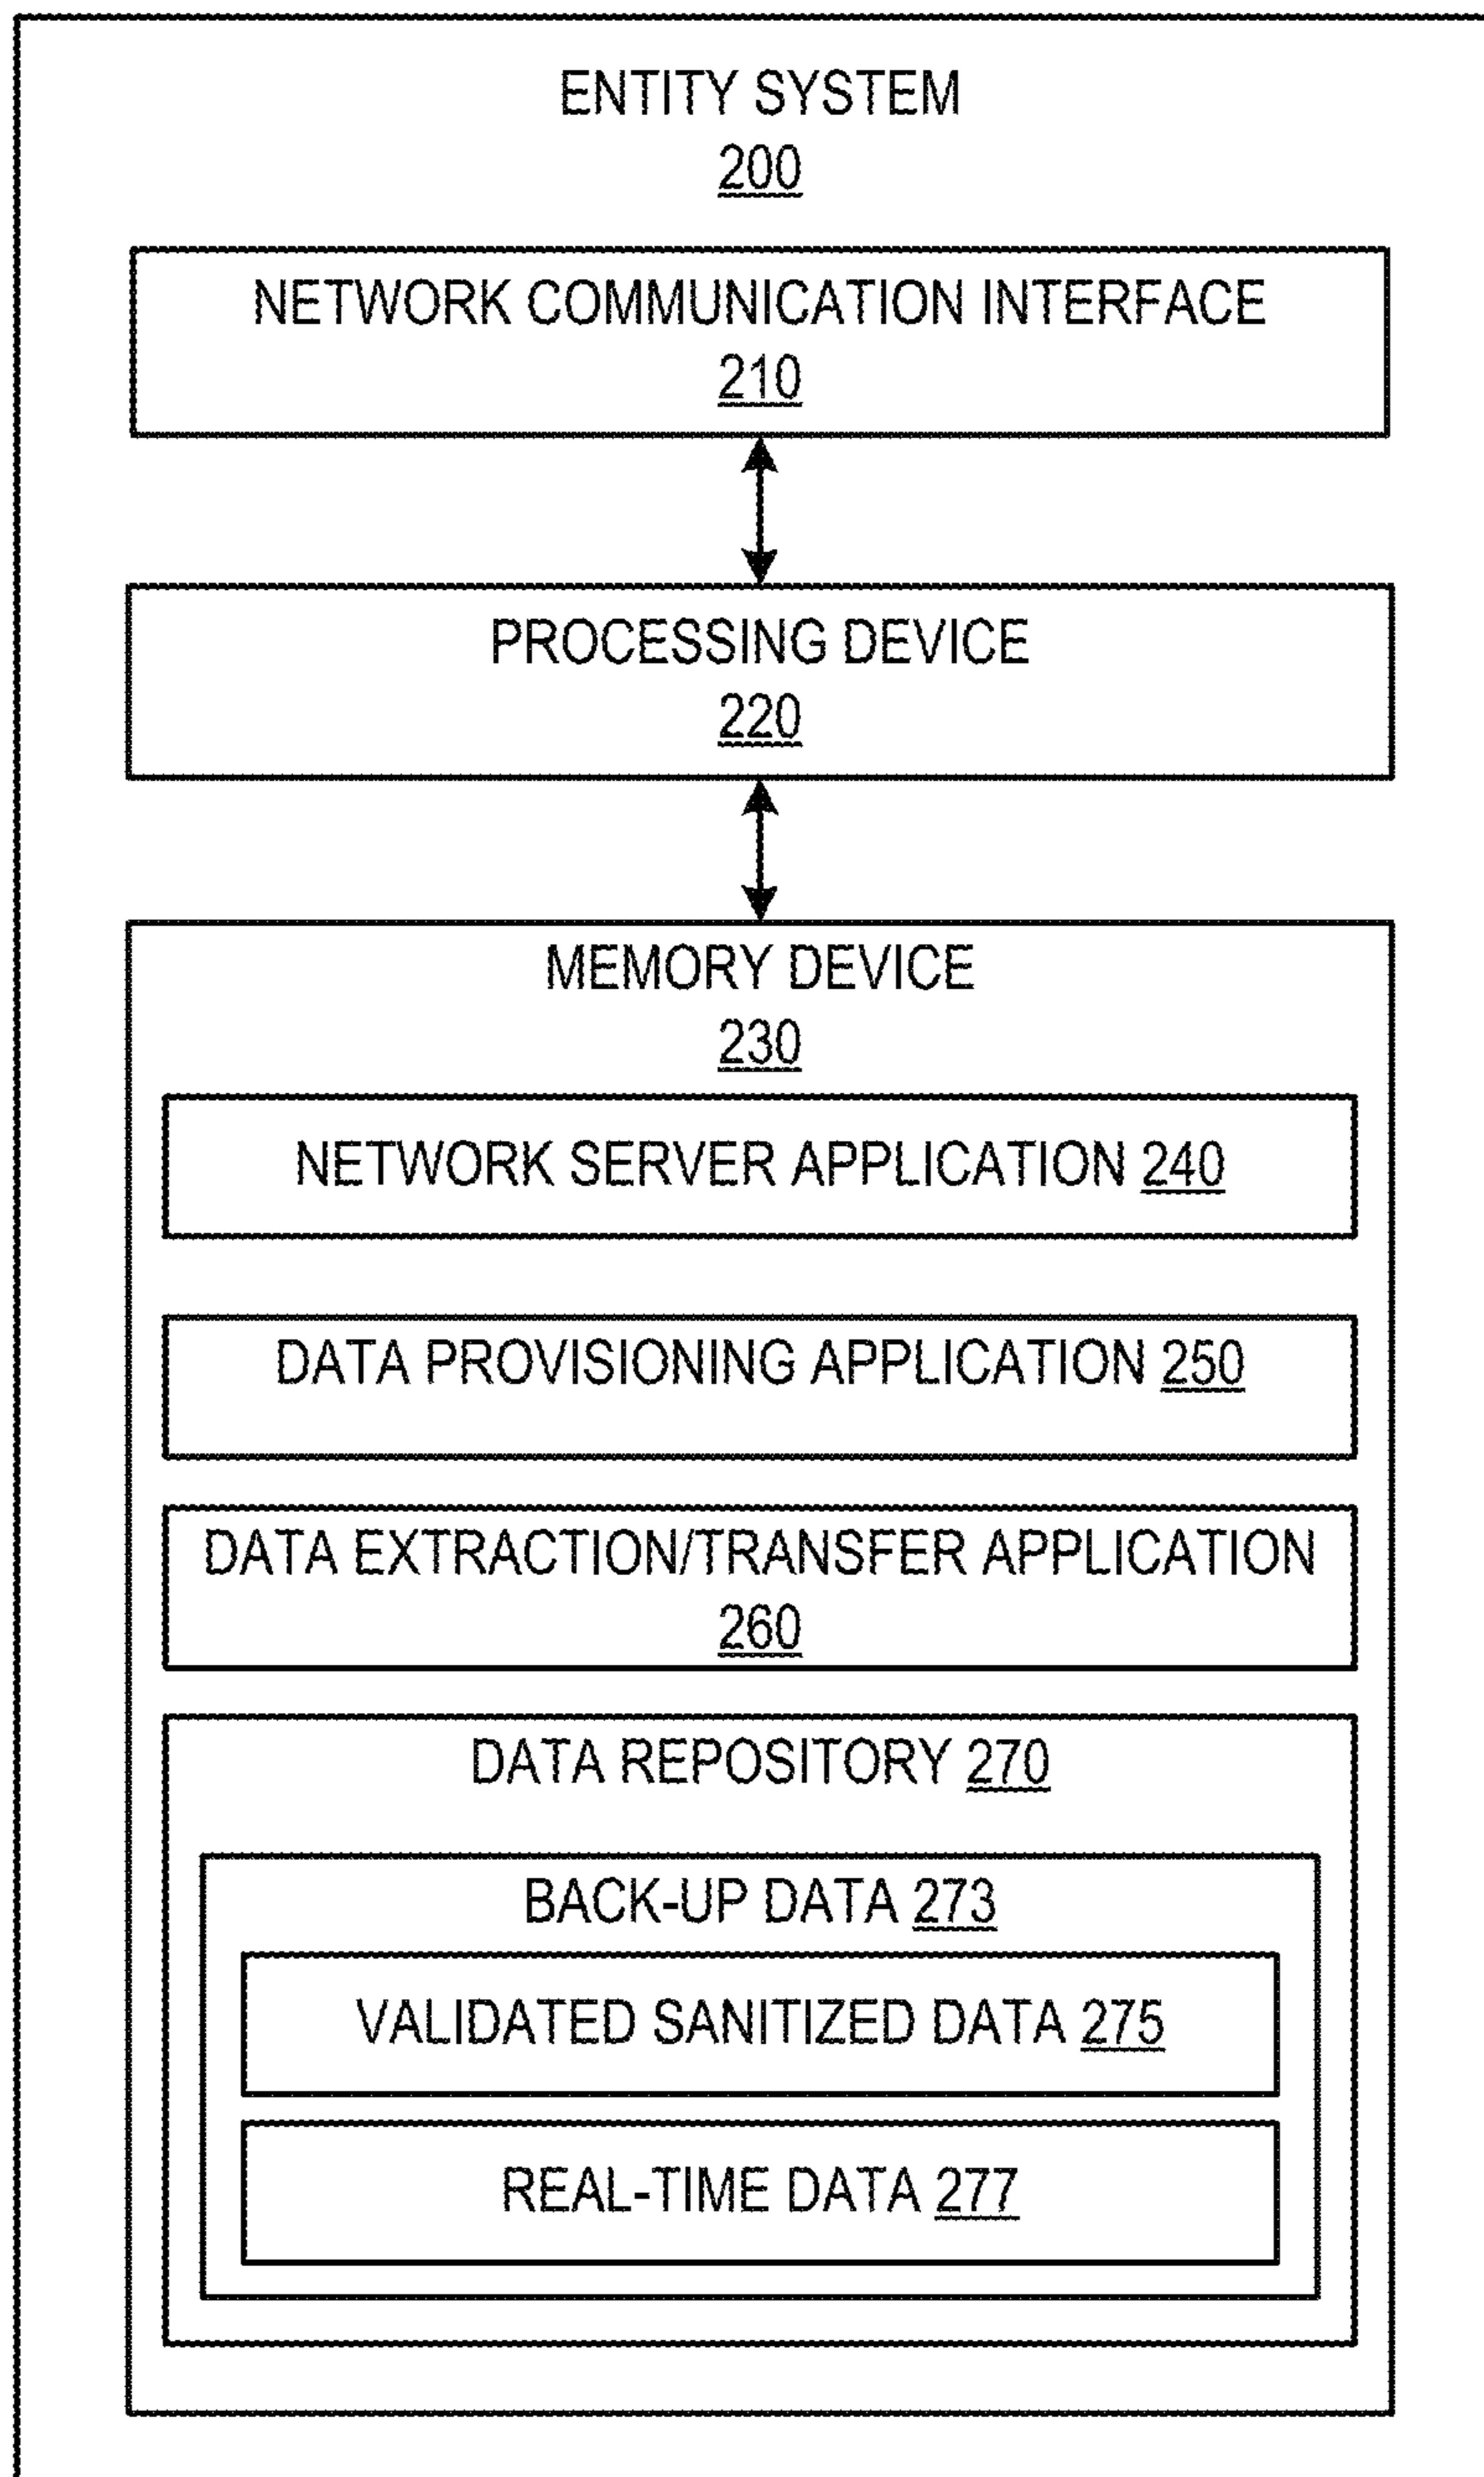 ENTITY SYSTEM
200
NETWORK COMMUNICATION INTERFACE
210
PROCESSING DEVICE
220
MEMORY DEVICE
230
NETWORK SERVER APPLICATION 240
DATA PROVISIONING APPLICATION 250
DATA EXTRACTION/TRANSFER APPLICATION
260
DATA REPOSITORY 270
BACK-UP DATA 273
VALIDATED SANITIZED DATA 275
REAL-TIME DATA 277